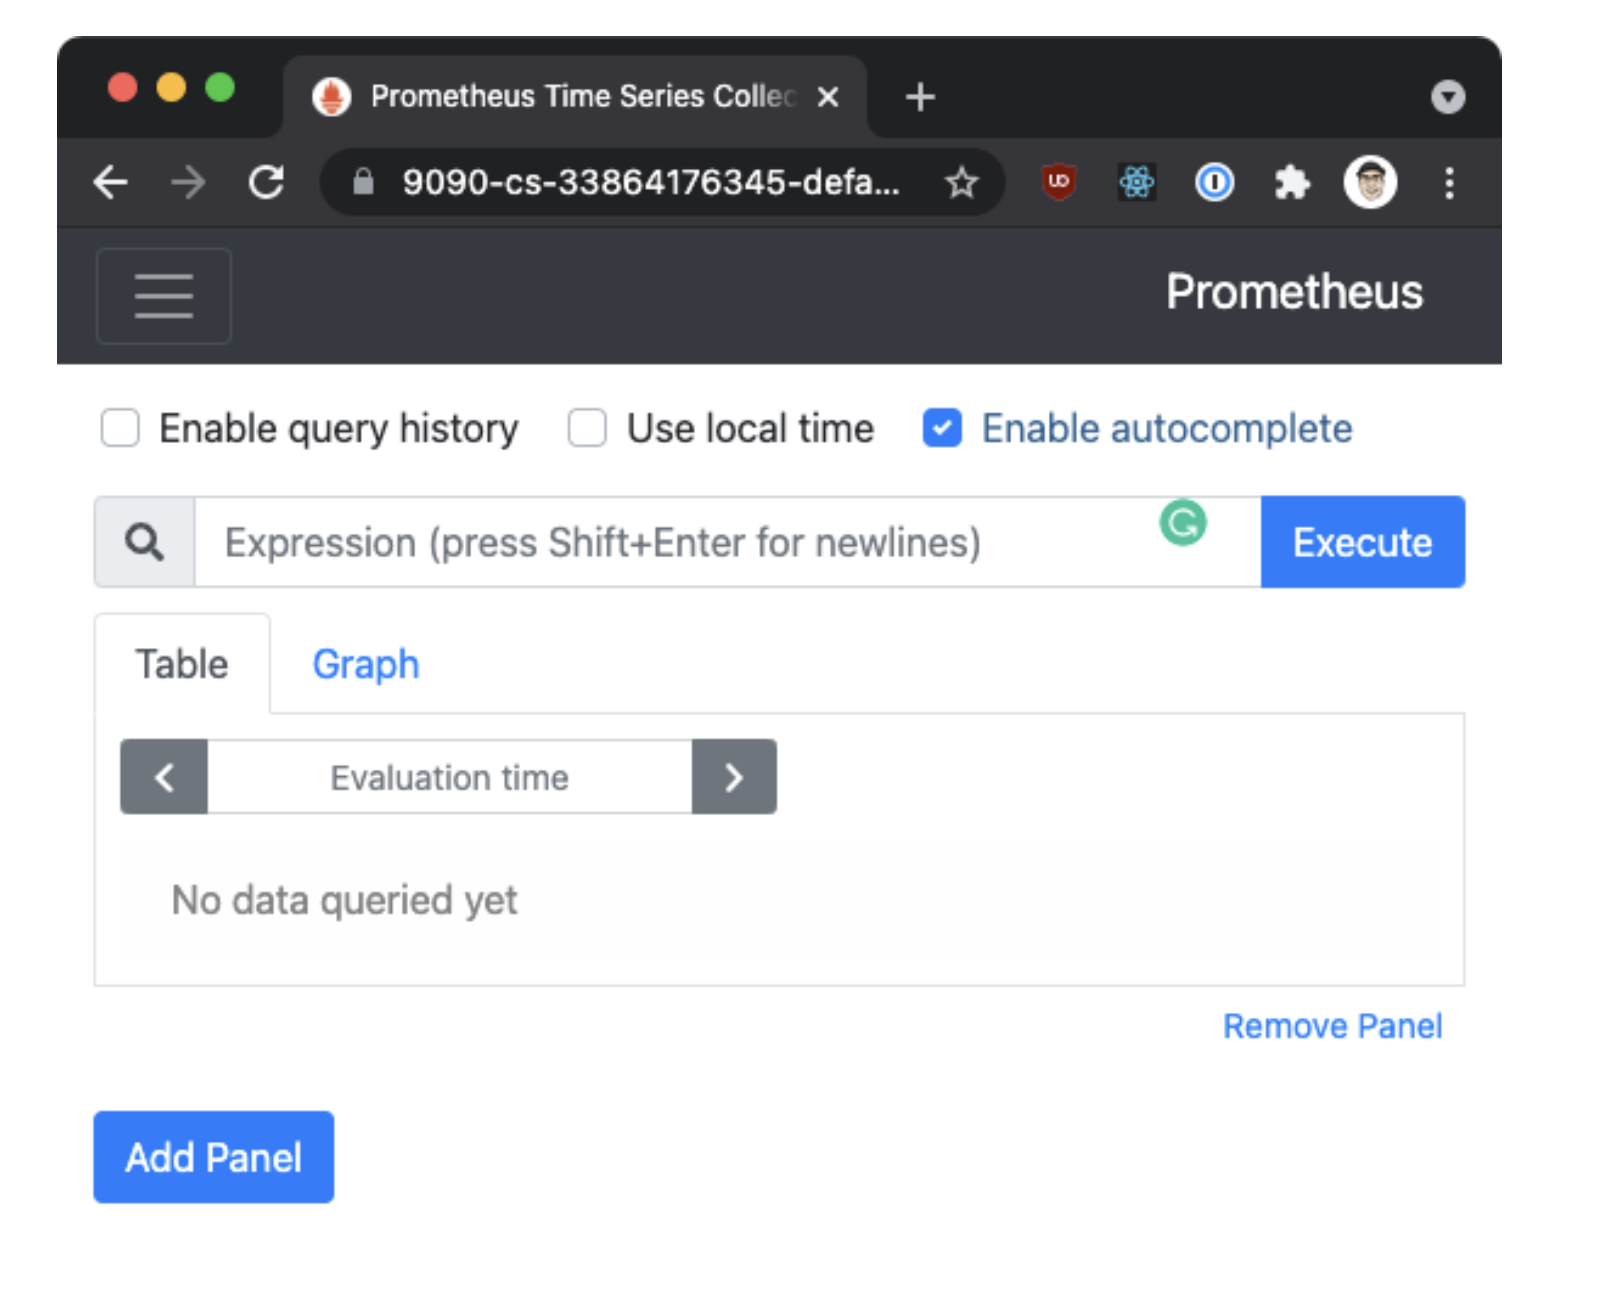 Prometheus Time Series Collec
9090-cs-33864176345-defa...
Prometheus
Enable query history Use local time Enable autocomplete
Expression (press Shift+Enter for newlines) Execute
Table Graph
Evaluation time
No data queried yet
Remove Panel
Add Panel